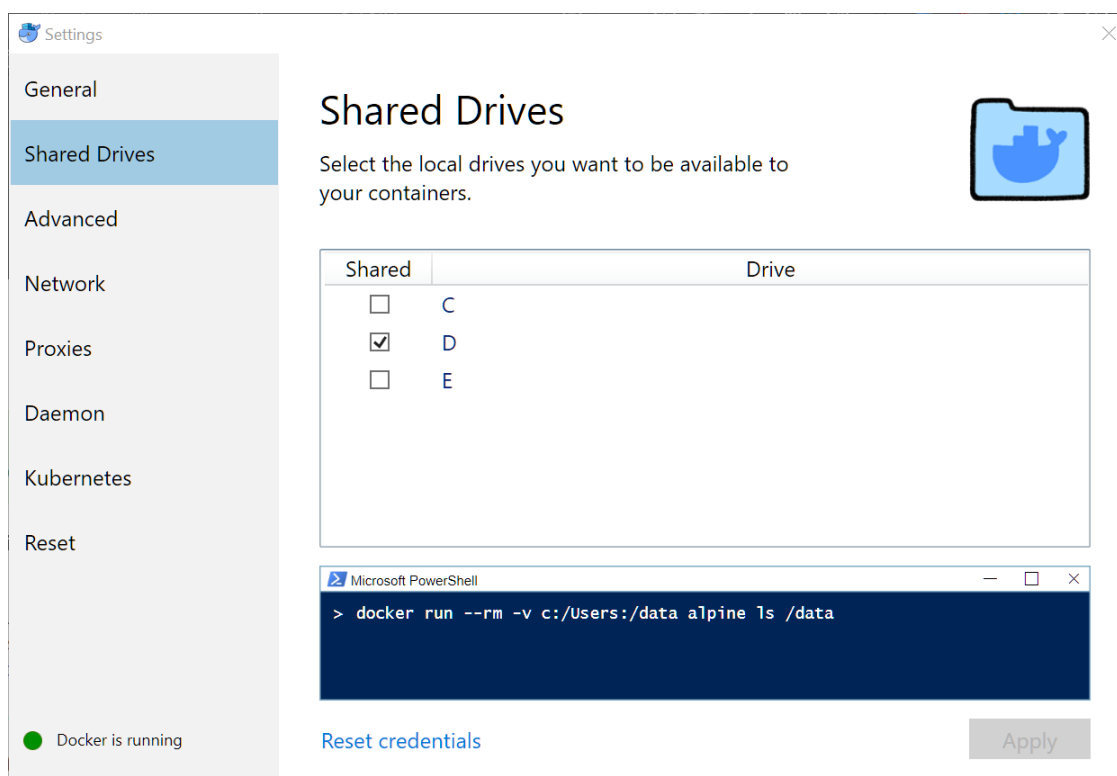 Settings
General
Shared Drives
Advanced
Network
Proxies
Daemon
Kubernetes
Reset
Docker is running
Shared Drives
Select the local drives you want to be available to
your containers.
Shared Drive
C
D
E
Microsoft PowerShell
> docker run --rm -v c:/Users:/data alpine ls /data
Reset credentials
Apply